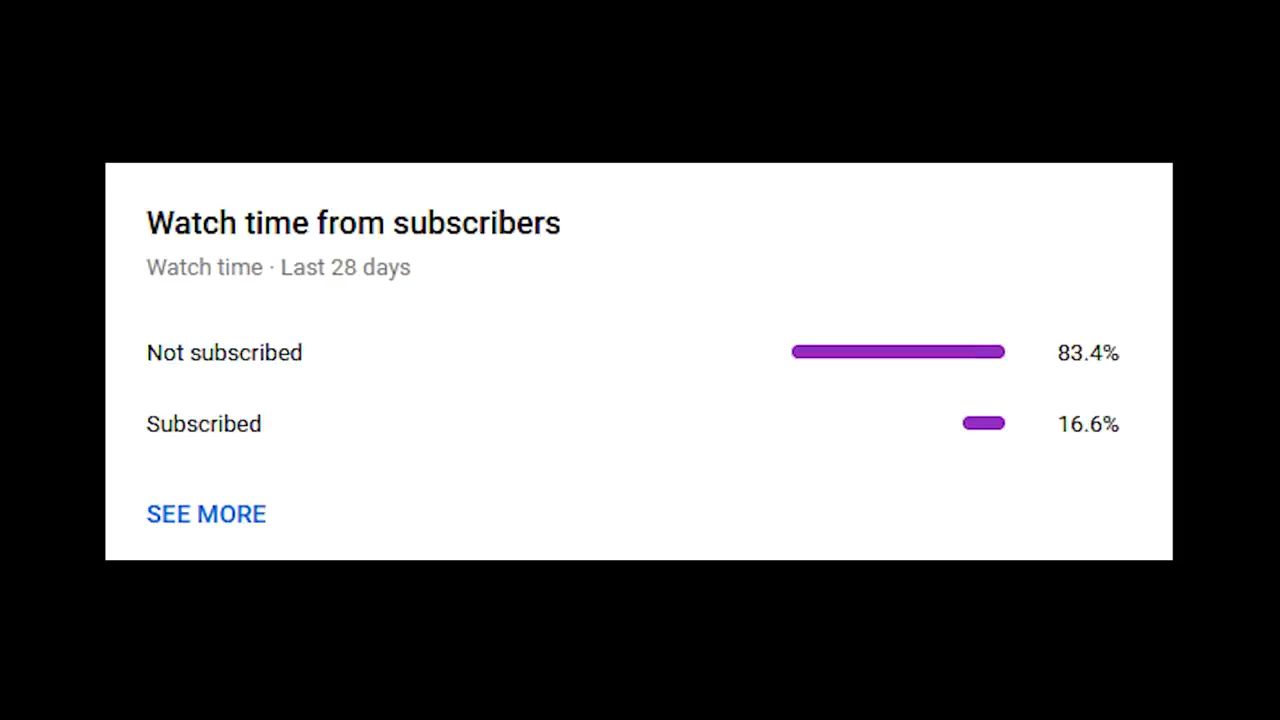 Watch time from subscribers
Watch time · Last 28 days
Not subscribed 83.4%
Subscribed 16.6%
SEE MORE